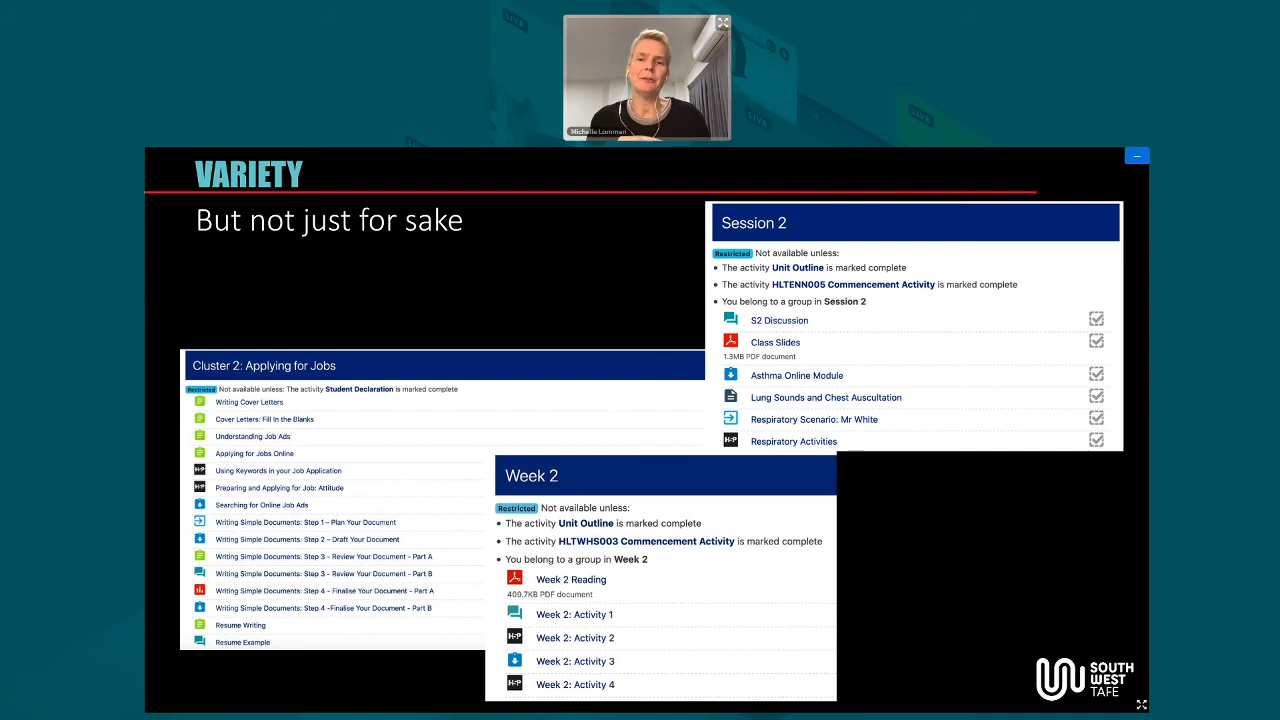 LIVE
LIVE
LIVE
Michelle Lomman
VARIETY
But not just for sake
Session 2
Restricted Not available unless:
• The activity Unit Outline is marked complete
• The activity HLTENN005 Commencement Activity is marked complete
• You belong to a group in Session 2
S2 Discussion
Class Slides
1.3MB PDF document
Asthma Online Module
Lung Sounds and Chest Auscultation
Respiratory Scenario: Mr White
H-P Respiratory Activities
Cluster 2: Applying for Jobs
Restricted Not available unless: The activity Student Declaration is marked complete
Writing Cover Letters
Cover Letters: Fill In the Blanks
Understanding Job Ads
Applying for Jobs Online
H-P Using Keywords in your Job Application
H-P Preparing and Applying for Job: Attitude
Searching for Online Job Ads
Writing Simple Documents: Step 1 – Plan Your Document
Writing Simple Documents: Step 2 – Draft Your Document
Writing Simple Documents: Step 3 - Review Your Document - Part A
Writing Simple Documents: Step 3 - Review Your Document - Part B
Writing Simple Documents: Step 4 - Finalise Your Document - Part A
Writing Simple Documents: Step 4 -Finalise Your Document - Part B
Resume Writing
Resume Example
Week 2
Restricted Not available unless:
• The activity Unit Outline is marked complete
• The activity HLTWHS003 Commencement Activity is marked complete
• You belong to a group in Week 2
Week 2 Reading
409.7KB PDF document
Week 2: Activity 1
H-P Week 2: Activity 2
Week 2: Activity 3
H-P Week 2: Activity 4
SOUTH
WEST
TAFE